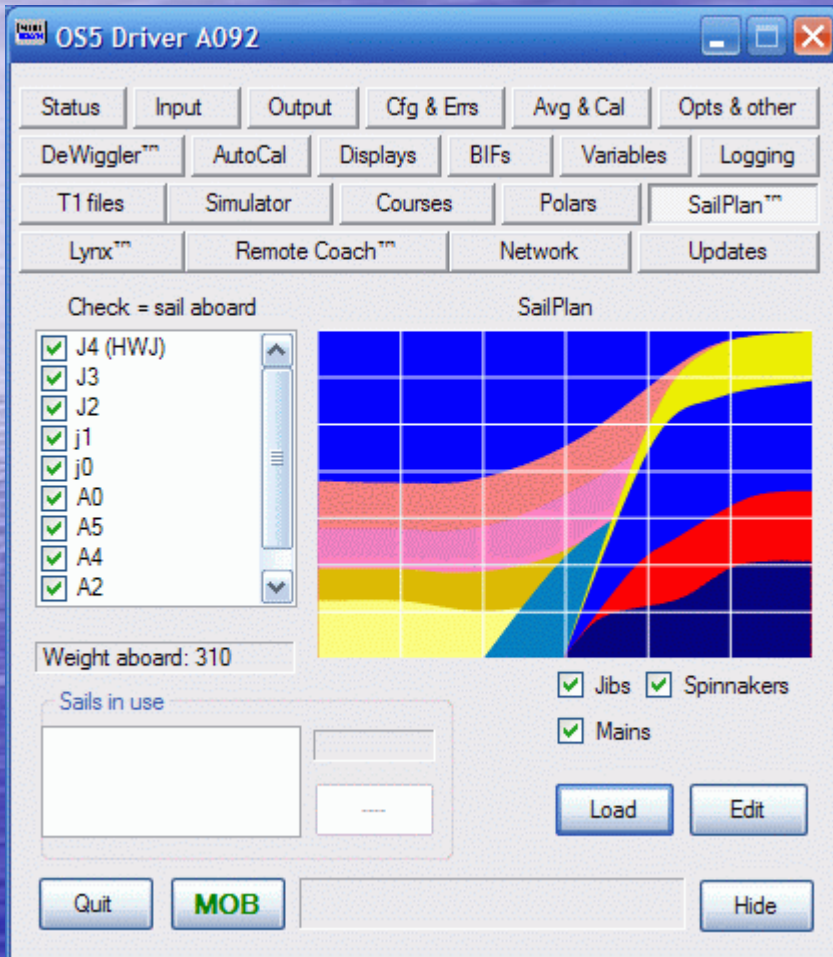 OS5 Driver A092
Status Input Output Cfg & Errs Avg & Cal Opts & other
DeWiggler™ AutoCal Displays BIFs Variables Logging
T1 files Simulator Courses Polars SailPlan™
Lynx™ Remote Coach™ Network Updates
Check = sail aboard
SailPlan
J4 (HWJ)
J3
J2
j1
j0
A0
A5
A4
A2
Weight aboard: 310
Jibs Spinnakers
Mains
Sails in use
----
Load Edit
Quit MOB Hide